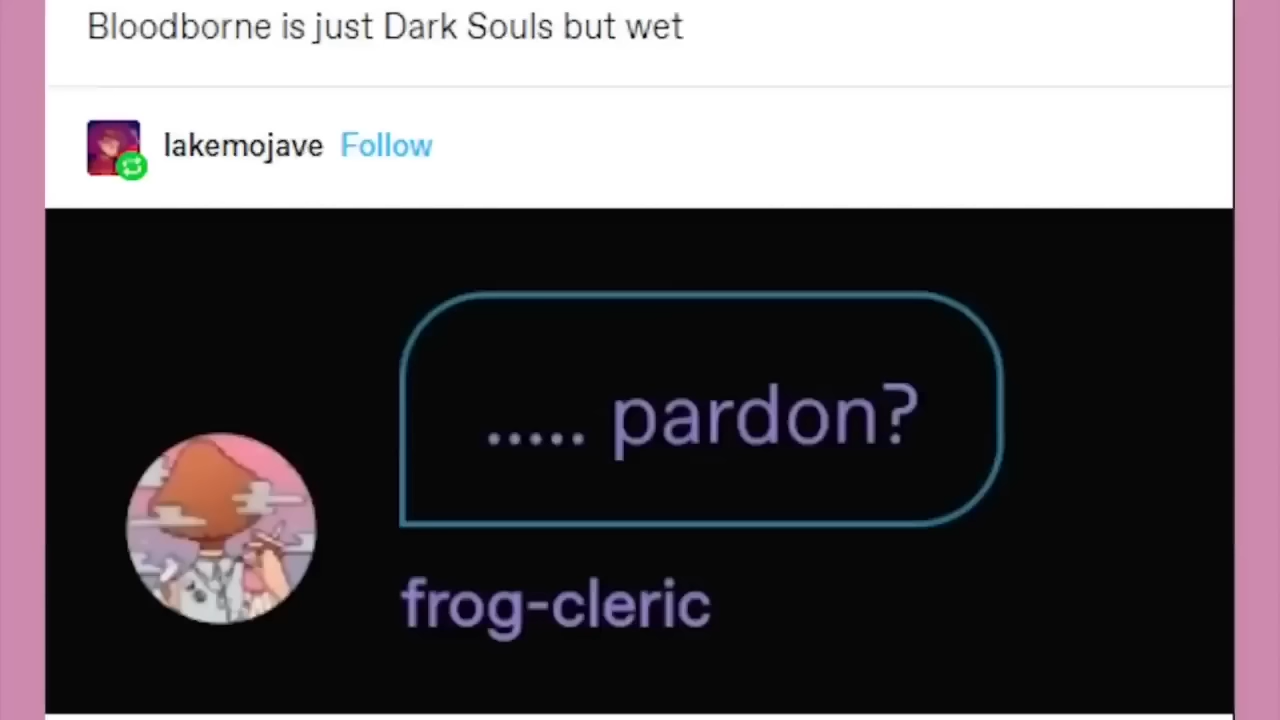 Bloodborne is just Dark Souls but wet
lakemojave Follow
..... pardon?
frog-cleric